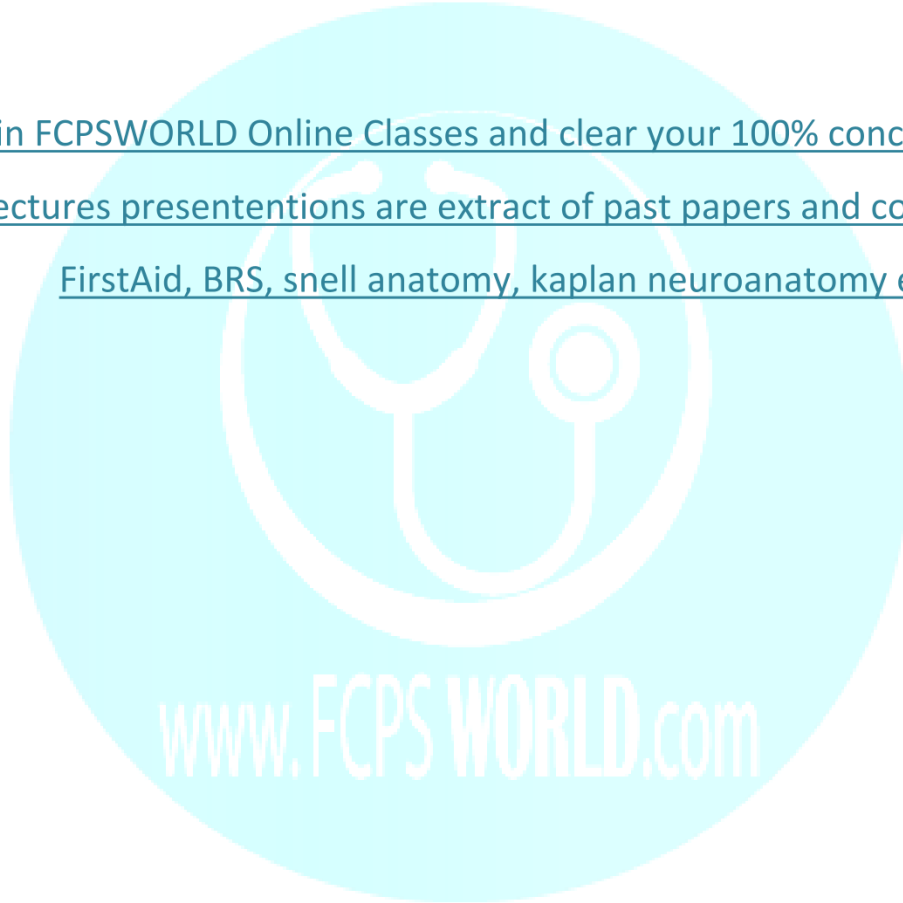 in FCPSWORLD Online Classes and clear your 100% conc
ectures presententions are extract of past papers and co
FirstAid, BRS, snell anatomy, kaplan neuroanatomy e
www.FCPS WORLD.com